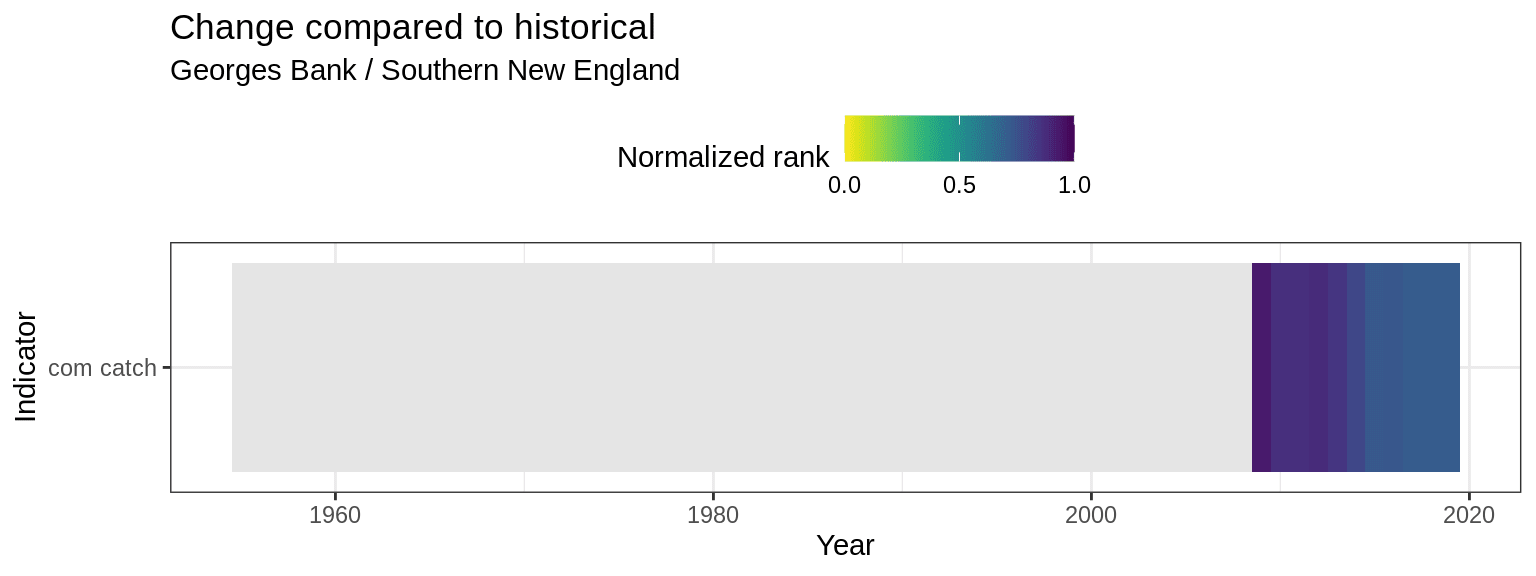 Change compared to historical
Georges Bank / Southern New England
Normalized rank
0.0 0.5 1.0
Indicator
com catch
1960 1980 2000 2020
Year